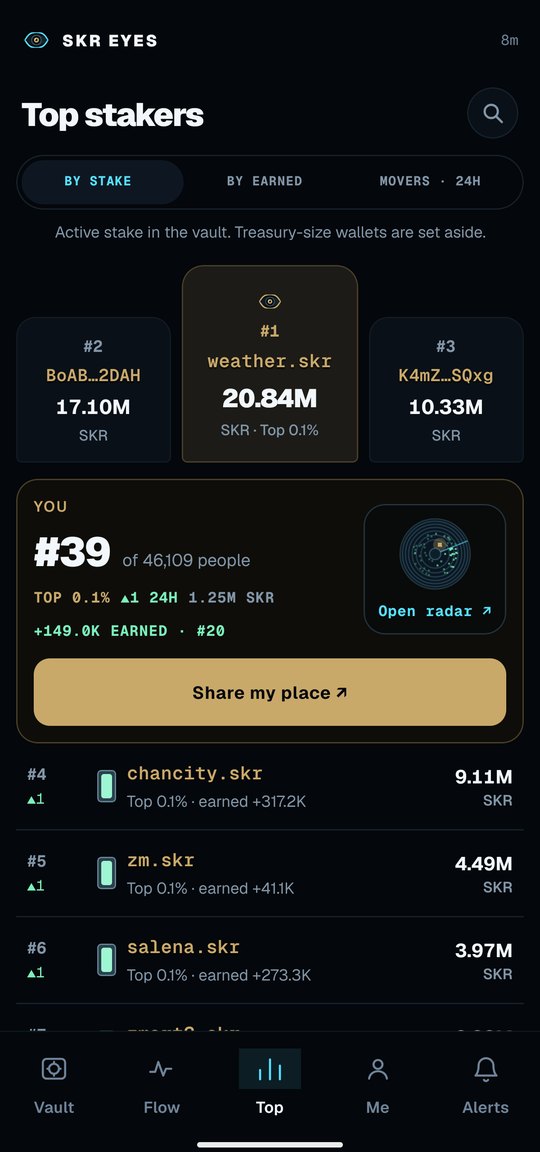 SKR EYES
8m
Top stakers
BY STAKE
BY EARNED
MOVERS · 24H
Active stake in the vault. Treasury-size wallets are set aside.
#2
BoAB…2DAH
17.10M
SKR
#1
weather.skr
20.84M
SKR · Top 0.1%
#3
K4mZ…SQxg
10.33M
SKR
YOU
#39 of 46,109 people
TOP 0.1% ▲1 24H 1.25M SKR
+149.0K EARNED · #20
Open radar ↗
Share my place ↗
#4
▲1
chancity.skr
Top 0.1% · earned +317.2K
9.11M
SKR
#5
▲1
zm.skr
Top 0.1% · earned +41.1K
4.49M
SKR
#6
▲1
salena.skr
Top 0.1% · earned +273.3K
3.97M
SKR
Vault
Flow
Top
Me
Alerts